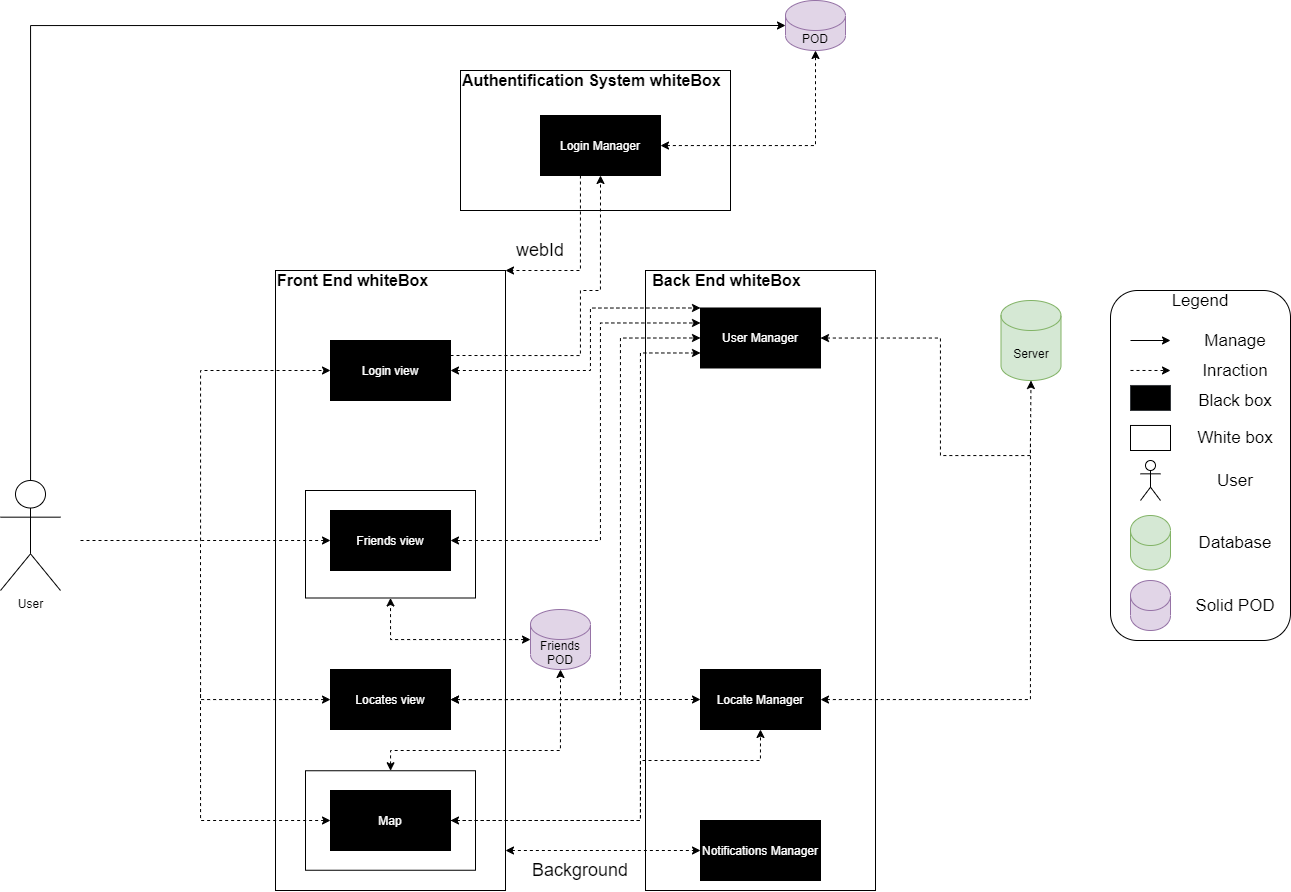 POD
Authentification System whiteBox
Login Manager
webId
Front End whiteBox
Back End whiteBox
Legend
User Manager
Manage
Server
Login view
Inraction
Black box
White box
User
Friends view
Database
User
Solid POD
Friends
POD
Locates view
Locate Manager
Map
Notifications Manager
Background